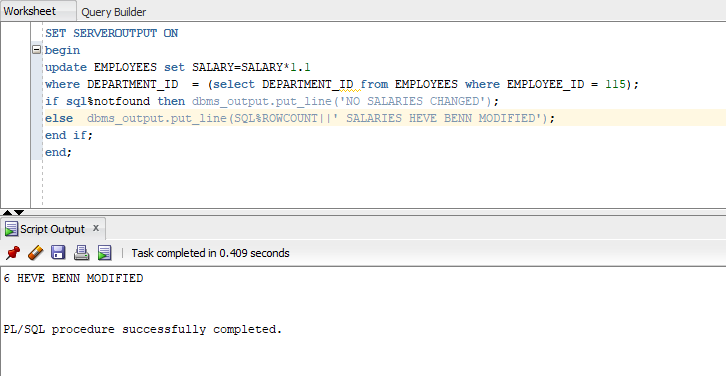 Worksheet Query Builder
SET SERVEROUTPUT ON
begin
update EMPLOYEES set SALARY=SALARY*1.1
where DEPARTMENT_ID  = (select DEPARTMENT_ID from EMPLOYEES where EMPLOYEE_ID = 115);
if sql%notfound then dbms_output.put_line('NO SALARIES CHANGED');
else  dbms_output.put_line(SQL%ROWCOUNT||' SALARIES HEVE BENN MODIFIED');
end if;
end;
Script Output x
Task completed in 0.409 seconds
6 HEVE BENN MODIFIED
PL/SQL procedure successfully completed.